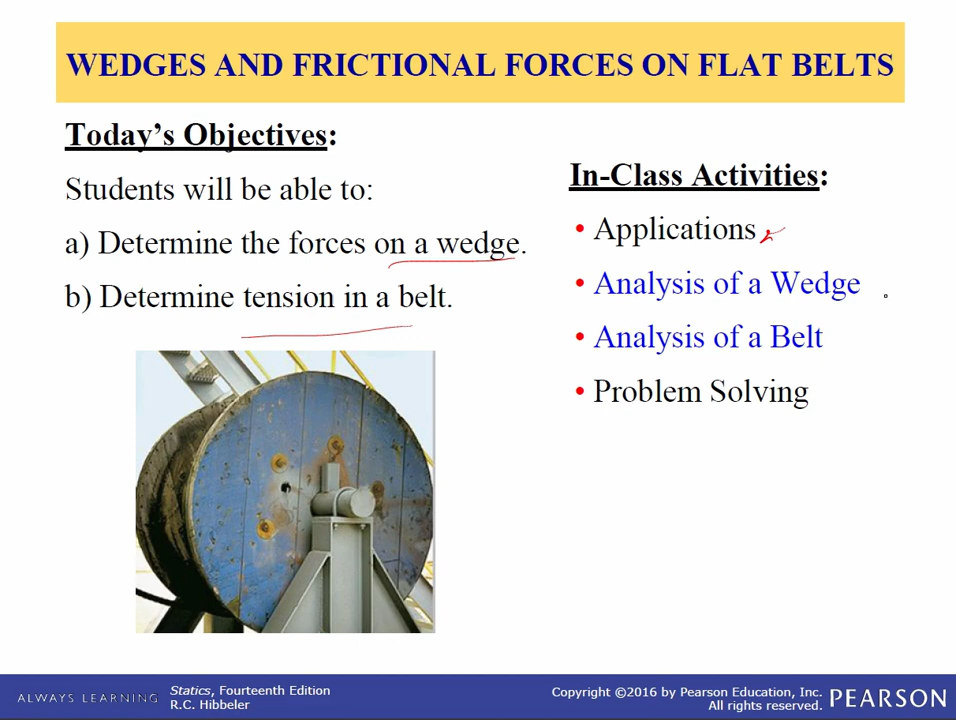 WEDGES AND FRICTIONAL FORCES ON FLAT BELTS
Today's Objectives:
Students will be able to:
a) Determine the forces on a wedge.
b) Determine tension in a belt.
In-Class Activities:
• Applications
• Analysis of a Wedge
• Analysis of a Belt
• Problem Solving
ALWAYS LEARNING
Statics, Fourteenth Edition
R.C. Hibbeler
Copyright ©2016 by Pearson Education, Inc.
All rights reserved.
PEARSON